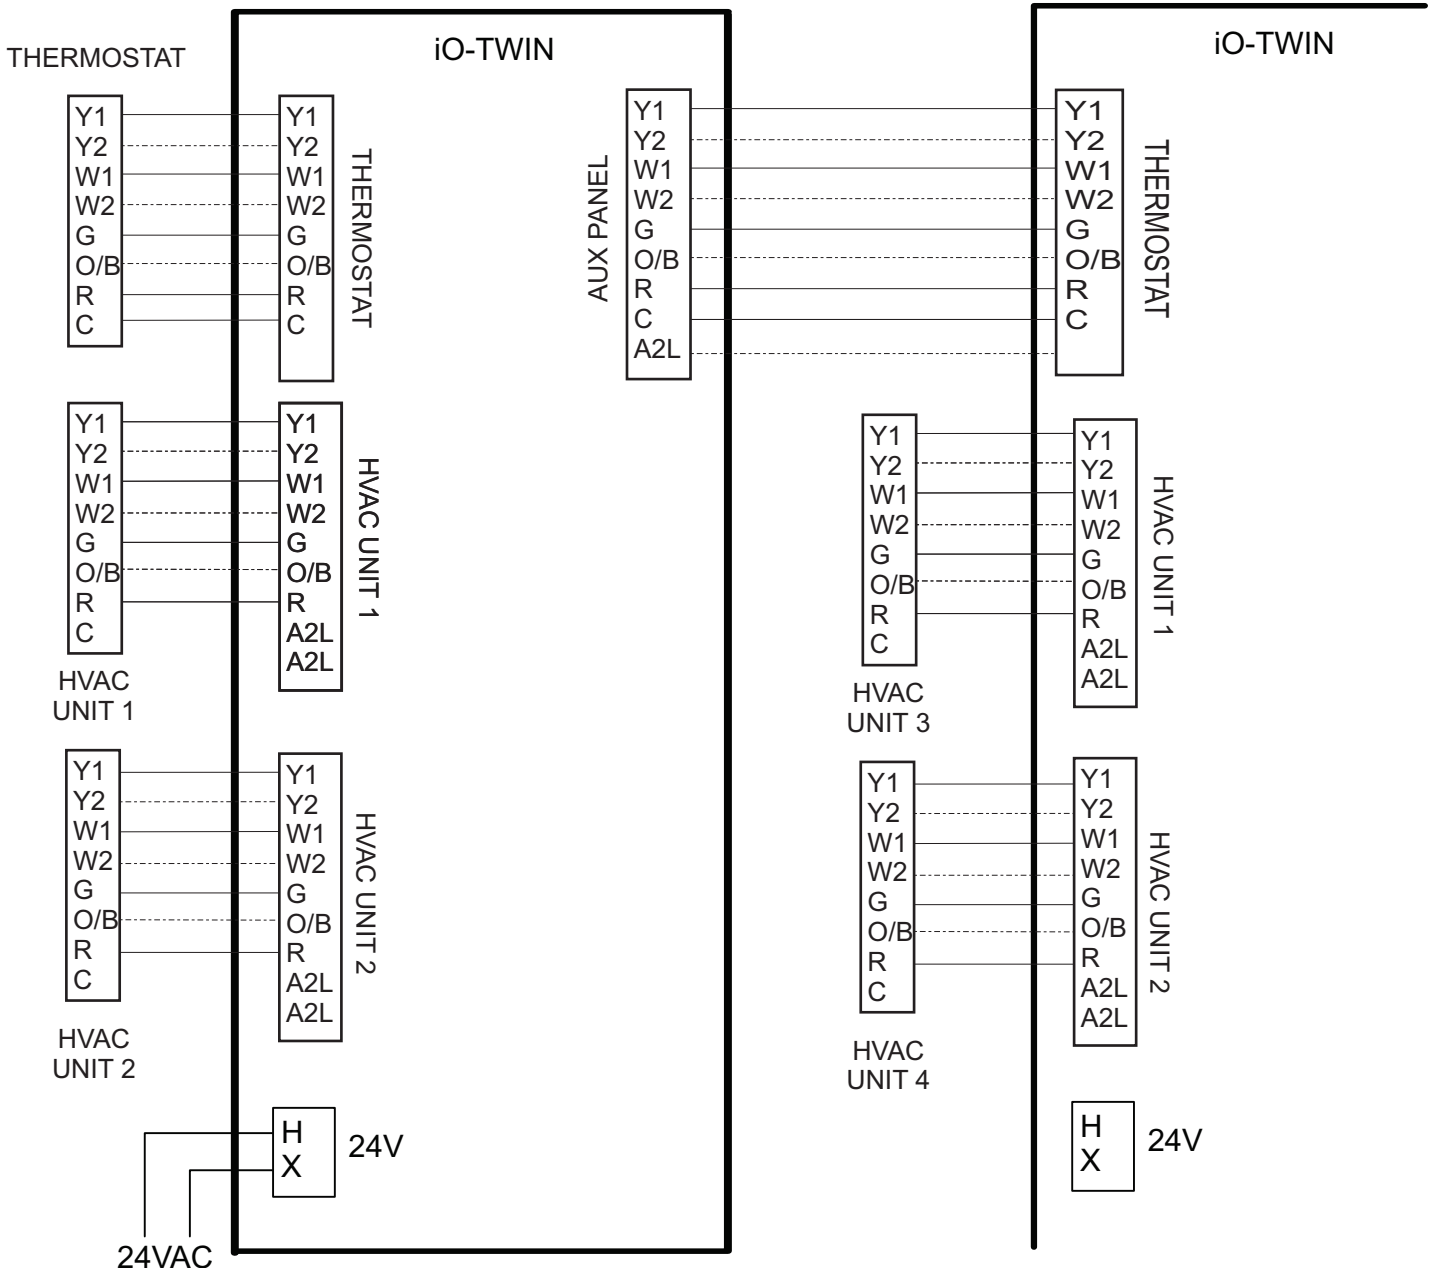 iO-TWIN
THERMOSTAT
Y1
Y2
W1
W2
G
O/B
R
C
Y1
Y2
W1
W2
G
O/B
R
C
THERMOSTAT
Y1
Y2
W1
W2
G
O/B
R
C
HVAC
UNIT 1
Y1
Y2
W1
W2
G
O/B
R
A2L
A2L
HVAC UNIT 1
Y1
Y2
W1
W2
G
O/B
R
C
HVAC
UNIT 2
Y1
Y2
W1
W2
G
O/B
R
A2L
A2L
HVAC UNIT 2
H
X
24V
24VAC
AUX PANEL
Y1
Y2
W1
W2
G
O/B
R
C
A2L
iO-TWIN
Y1
Y2
W1
W2
G
O/B
R
C
THERMOSTAT
Y1
Y2
W1
W2
G
O/B
R
C
HVAC
UNIT 3
Y1
Y2
W1
W2
G
O/B
R
A2L
A2L
HVAC UNIT 1
Y1
Y2
W1
W2
G
O/B
R
C
HVAC
UNIT 4
Y1
Y2
W1
W2
G
O/B
R
A2L
A2L
HVAC UNIT 2
H
X
24V